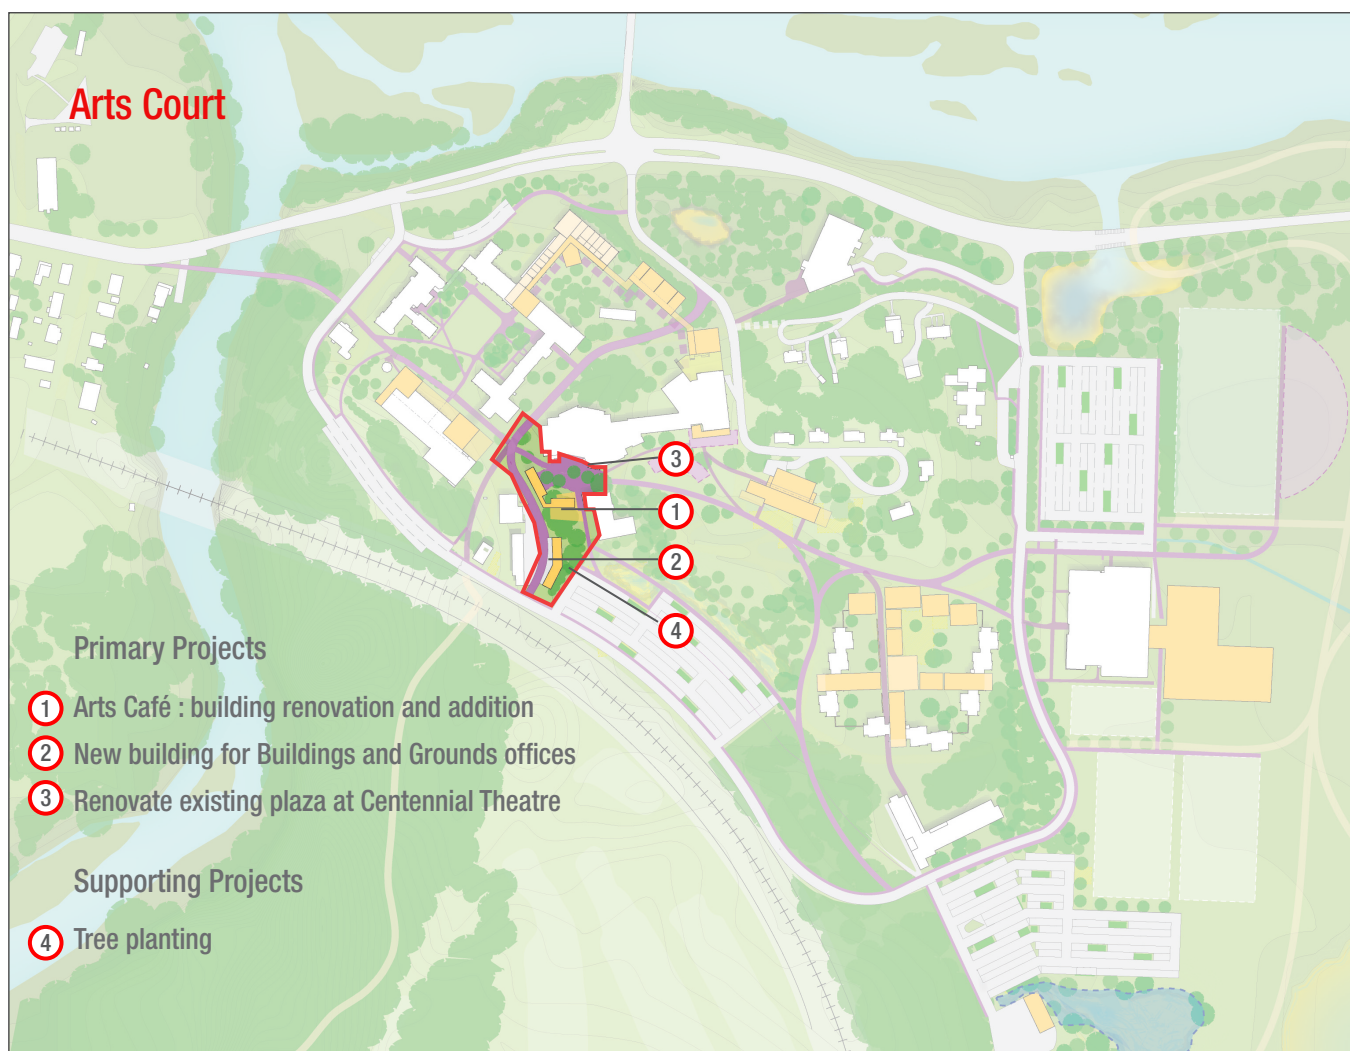 Arts Court
3
1
2
4
Primary Projects
1 Arts Café : building renovation and addition
2 New building for Buildings and Grounds offices
3 Renovate existing plaza at Centennial Theatre
Supporting Projects
4 Tree planting